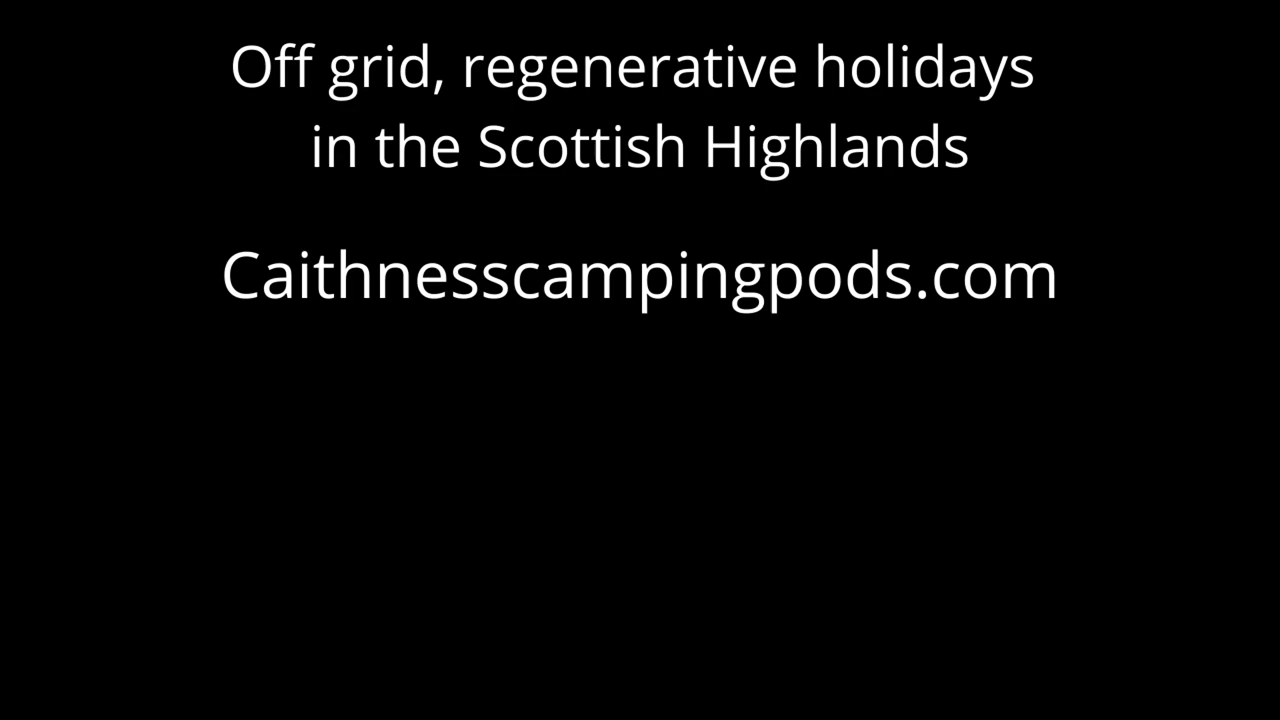 Off grid, regenerative holidays
in the Scottish Highlands
Caithnesscampingpods.com